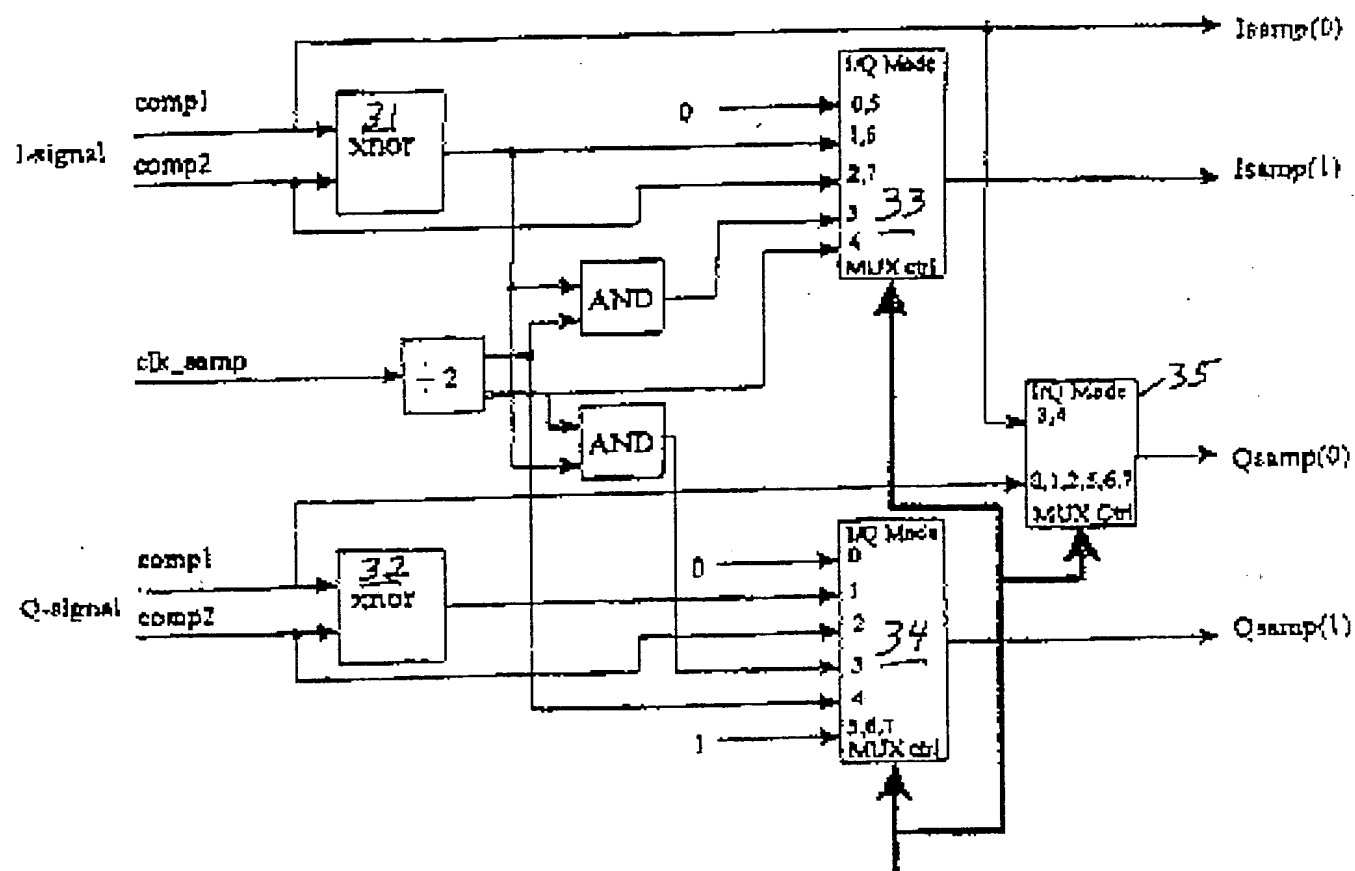 Isamp(0)
I/Q Mode
comp1
31
xnor
0
0,5
1,6
I-signal
comp2
2,7
Isamp(1)
3
33
4
MUX ctrl
AND
clk_samp
÷ 2
35
I/Q Mode
3,4
AND
Qsamp(0)
0,1,2,5,6,7
MUX Ctrl
I/Q Mode
comp1
32
xnor
0
0
1
Q-signal
comp2
2
34
Qsamp(1)
3
4
1
5,6,7
MUX ctrl